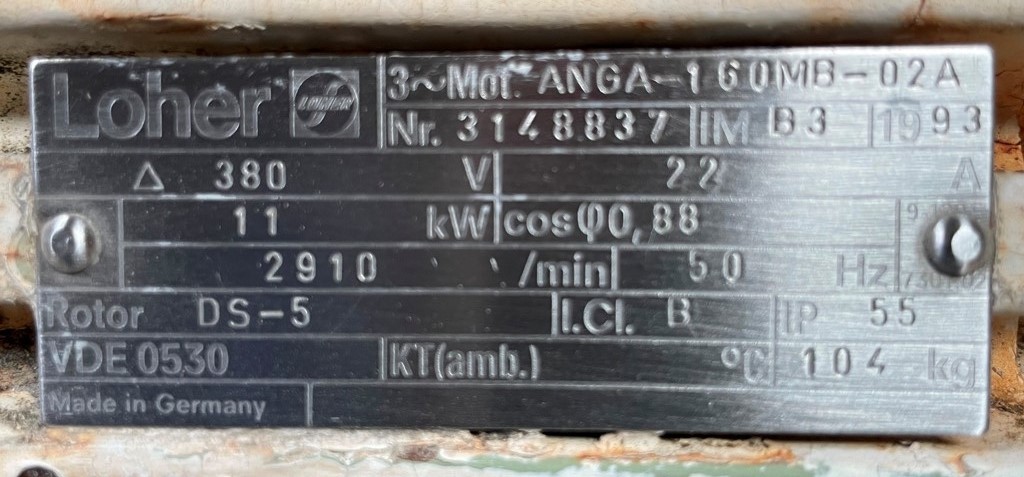 Loher LOHER 3~Mot. ANGA-160MB-02A
Nr. 3148837 IM B3 1993
Δ 380 V 22 A
11 kW cosφ0,88
2910 /min 50 Hz
Rotor DS-5 I.Cl. B IP 55
VDE 0530 KT(amb.) °C 104 kg
Made in Germany